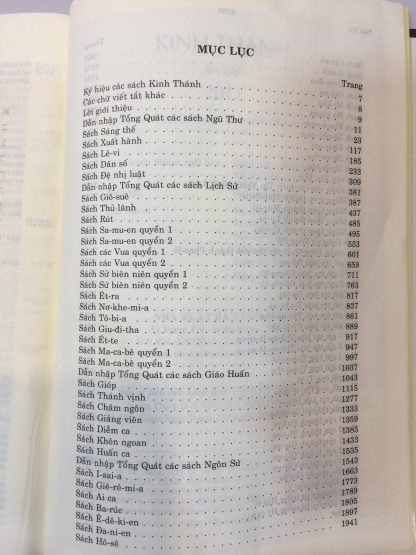 MỤC LỤC
Trang
Ký hiệu các sách Kinh Thánh 7
Các chữ viết tắt khác 8
Lời giới thiệu 9
Dẫn nhập Tổng Quát các sách Ngũ Thư 11
Sách Sáng thế 23
Sách Xuất hành 117
Sách Lê-vi 185
Sách Dân số 233
Sách Đệ nhị luật 309
Dẫn nhập Tổng Quát các sách Lịch Sử 381
Sách Giô-suê 387
Sách Thủ lãnh 437
Sách Rút 485
Sách Sa-mu-en quyển 1 495
Sách Sa-mu-en quyển 2 553
Sách các Vua quyển 1 601
Sách các Vua quyển 2 659
Sách Sử biên niên quyển 1 711
Sách Sử biên niên quyển 2 763
Sách Ét-ra 817
Sách Nơ-khe-mi-a 837
Sách Tô-bi-a 861
Sách Giu-đi-tha 889
Sách Ét-te 917
Sách Ma-ca-bê quyển 1 947
Sách Ma-ca-bê quyển 2 997
Dẫn nhập Tổng Quát các sách Giáo Huấn 1037
Sách Gióp 1043
Sách Thánh vịnh 1115
Sách Châm ngôn 1277
Sách Giảng viên 1333
Sách Diễm ca 1359
Sách Khôn ngoan 1385
Sách Huấn ca 1433
Dẫn nhập Tổng Quát các sách Ngôn Sứ 1535
Sách I-sai-a 1543
Sách Giê-rê-mi-a 1663
Sách Ai ca 1773
Sách Ba-rúc 1789
Sách Ê-dê-ki-en 1805
Sách Đa-ni-en 1897
Sách Hô-sê 1941